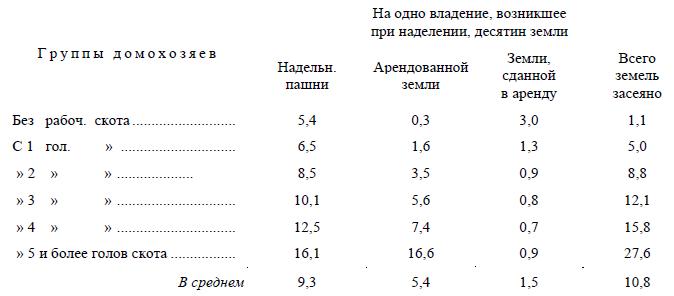 На одно владение, возникшее
при наделении, десятин земли
Группы домохозяев
Надельн. пашни Арендованной земли Земли, сданной в аренду Всего земель засеяно
Без рабоч. скота ............................ 5,4 0,3 3,0 1,1
С 1 гол. » ............................... 6,5 1,6 1,3 5,0
» 2 » » .................... 8,5 3,5 0,9 8,8
» 3 » » ................................ 10,1 5,6 0,8 12,1
» 4 » » ................................ 12,5 7,4 0,7 15,8
» 5 и более голов скота .................. 16,1 16,6 0,9 27,6
В среднем 9,3 5,4 1,5 10,8